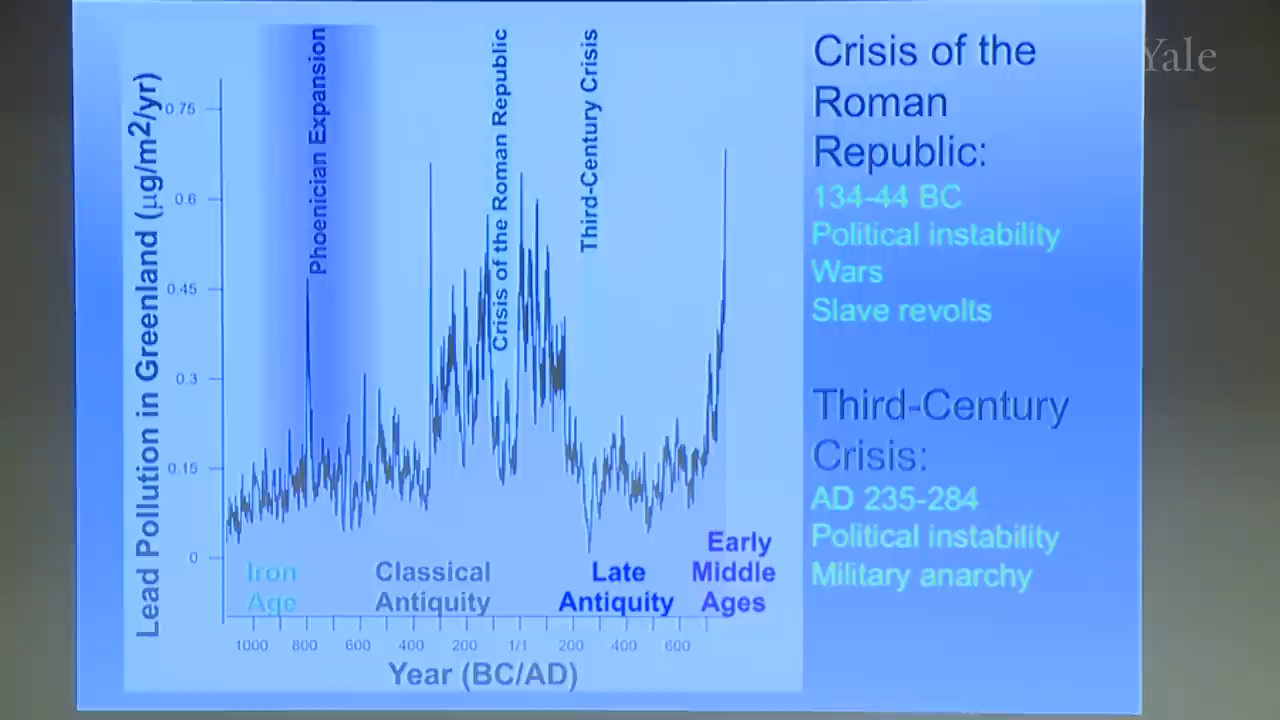 Yale
Lead Pollution in Greenland (μg/m2/yr)
0.75
0.6
0.45
0.3
0.15
0
Phoenician Expansion
Crisis of the Roman Republic
Third-Century Crisis
Iron
Age
Classical
Antiquity
Late
Antiquity
Early
Middle
Ages
1000 800 600 400 200 1/1 200 400 600
Year (BC/AD)
Crisis of the
Roman
Republic:
134-44 BC
Political instability
Wars
Slave revolts
Third-Century
Crisis:
AD 235-284
Political instability
Military anarchy